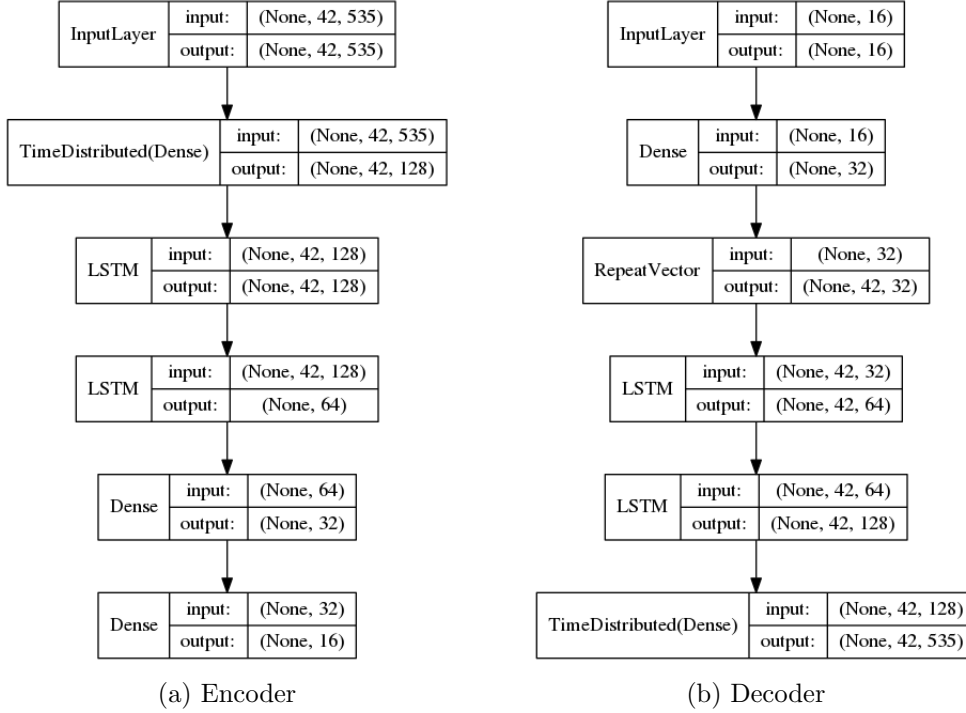 InputLayer
input: (None, 42, 535)
output: (None, 42, 535)
TimeDistributed(Dense)
input: (None, 42, 535)
output: (None, 42, 128)
LSTM
input: (None, 42, 128)
output: (None, 42, 128)
LSTM
input: (None, 42, 128)
output: (None, 64)
Dense
input: (None, 64)
output: (None, 32)
Dense
input: (None, 32)
output: (None, 16)
(a) Encoder
InputLayer
input: (None, 16)
output: (None, 16)
Dense
input: (None, 16)
output: (None, 32)
RepeatVector
input: (None, 32)
output: (None, 42, 32)
LSTM
input: (None, 42, 32)
output: (None, 42, 64)
LSTM
input: (None, 42, 64)
output: (None, 42, 128)
TimeDistributed(Dense)
input: (None, 42, 128)
output: (None, 42, 535)
(b) Decoder